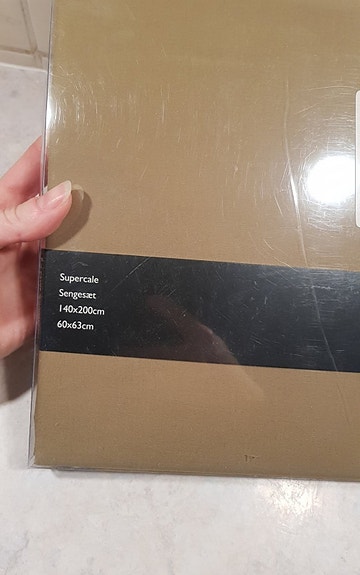 Supercale
Sengesæt
140x200cm
60x63cm